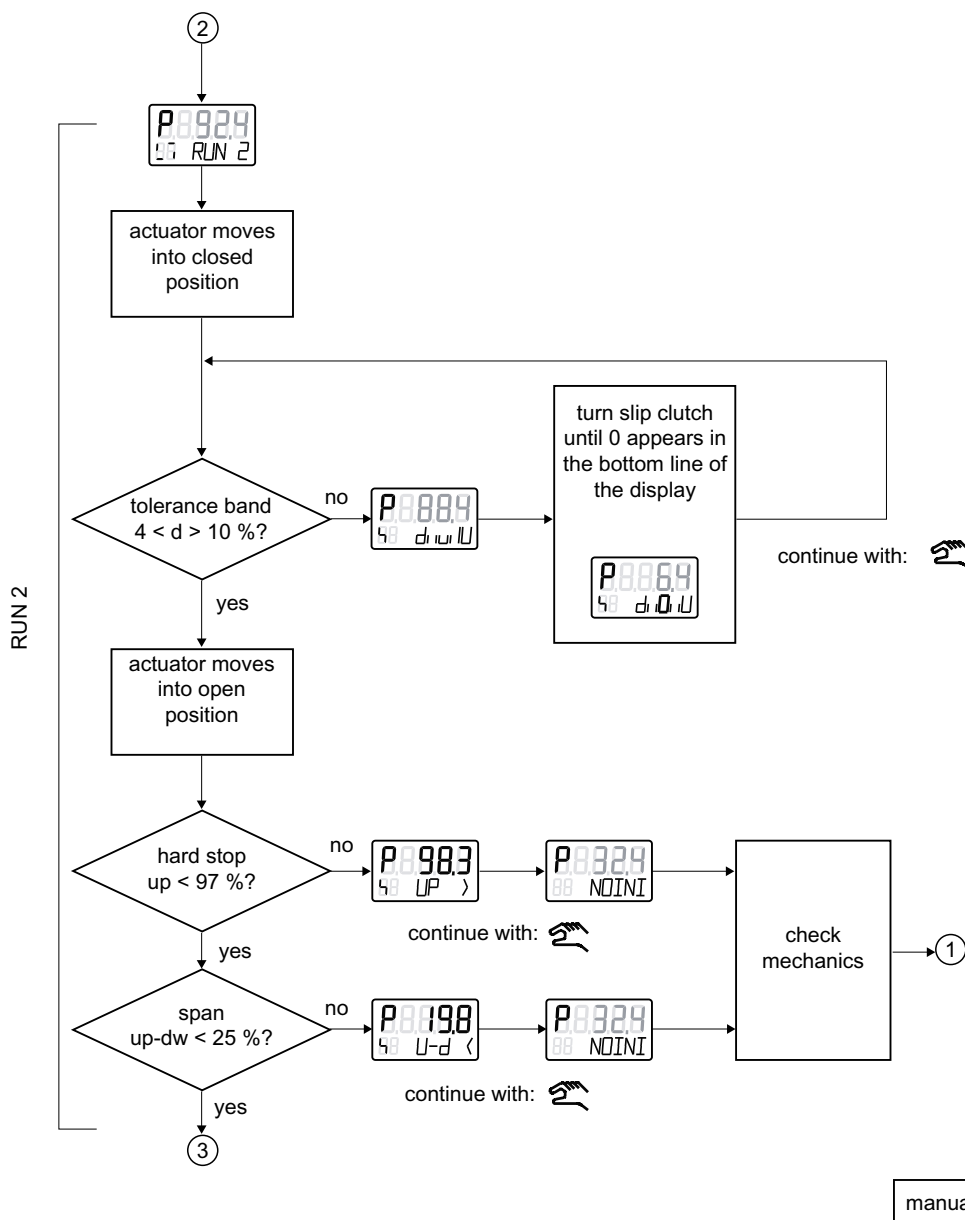 2
P 92.4
RUN 2
actuator moves
into closed
position
turn slip clutch
until 0 appears in
the bottom line of
the display
tolerance band
4 < d > 10 %?
no
P 88.4
P 6.4
continue with:
yes
RUN 2
actuator moves
into open
position
hard stop
up < 97 %?
no
P 98.3
UP >
P 32.4
NOINI
continue with:
check
mechanics
1
yes
span
up-dw < 25 %?
no
P 19.8
U-d <
P 32.4
NOINI
continue with:
yes
3
manua